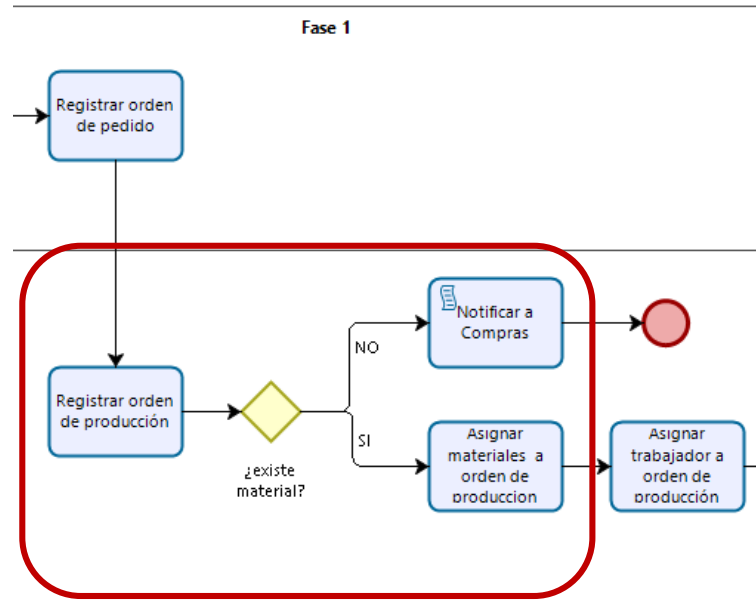 Fase 1
Registrar orden
de pedido
Notificar a
Compras
NO
Registrar orden
de producción
SI
¿existe
material?
Asignar
materiales a
orden de
produccion
Asignar
trabajador a
orden de
producción